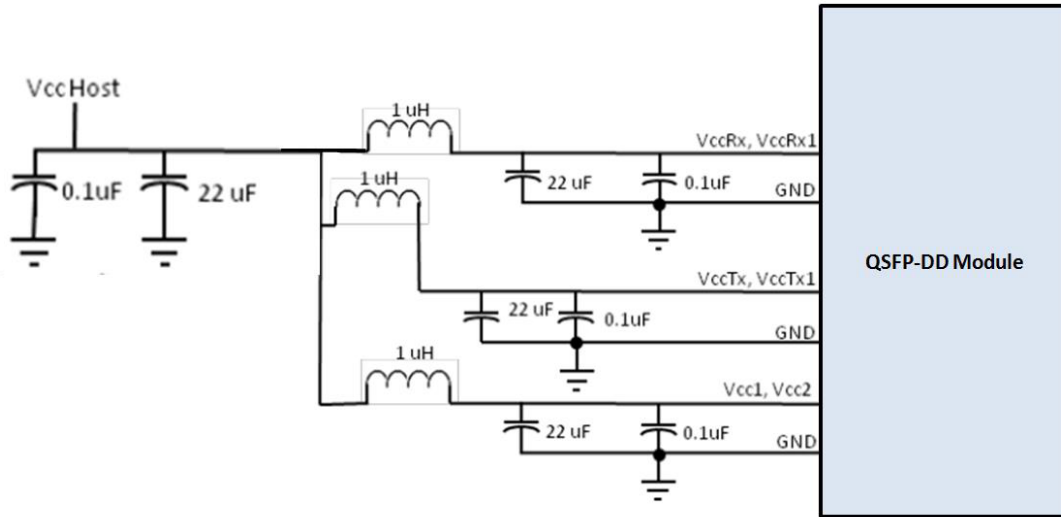 VccHost
0.1uF
22 uF
1 uH
VccRx, VccRx1
22 uF
0.1uF
GND
1 uH
VccTx, VccTx1
22 uF
0.1uF
GND
1 uH
Vcc1, Vcc2
22 uF
0.1uF
GND
QSFP-DD Module